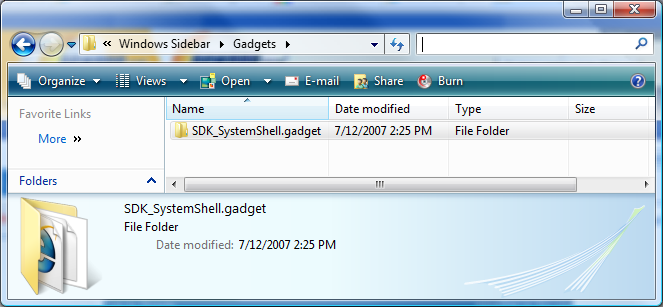 « Windows Sidebar ▸ Gadgets ▸
Organize Views Open E-mail Share Burn
Favorite Links
More »
Folders
Name Date modified Type Size
SDK_SystemShell.gadget 7/12/2007 2:25 PM File Folder
SDK_SystemShell.gadget
File Folder
Date modified: 7/12/2007 2:25 PM